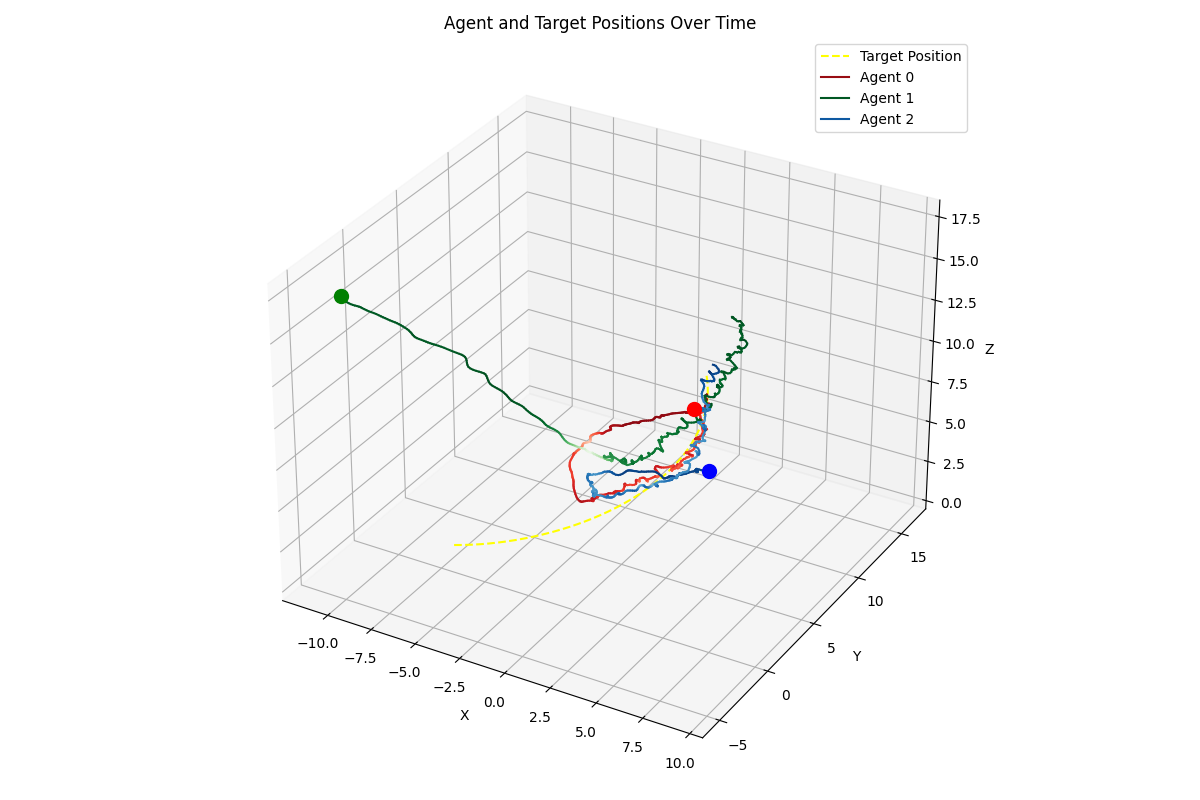 Agent and Target Positions Over Time
Target Position
Agent 0
Agent 1
Agent 2
17.5
15.0
12.5
10.0
7.5
5.0
2.5
0.0
Z
15
10
5
0
−5
Y
−10.0
−7.5
−5.0
−2.5
0.0
2.5
5.0
7.5
10.0
X